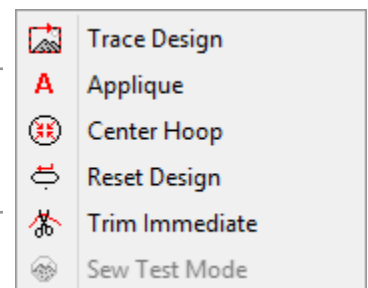 Trace Design
A Applique
Center Hoop
Reset Design
Trim Immediate
Sew Test Mode